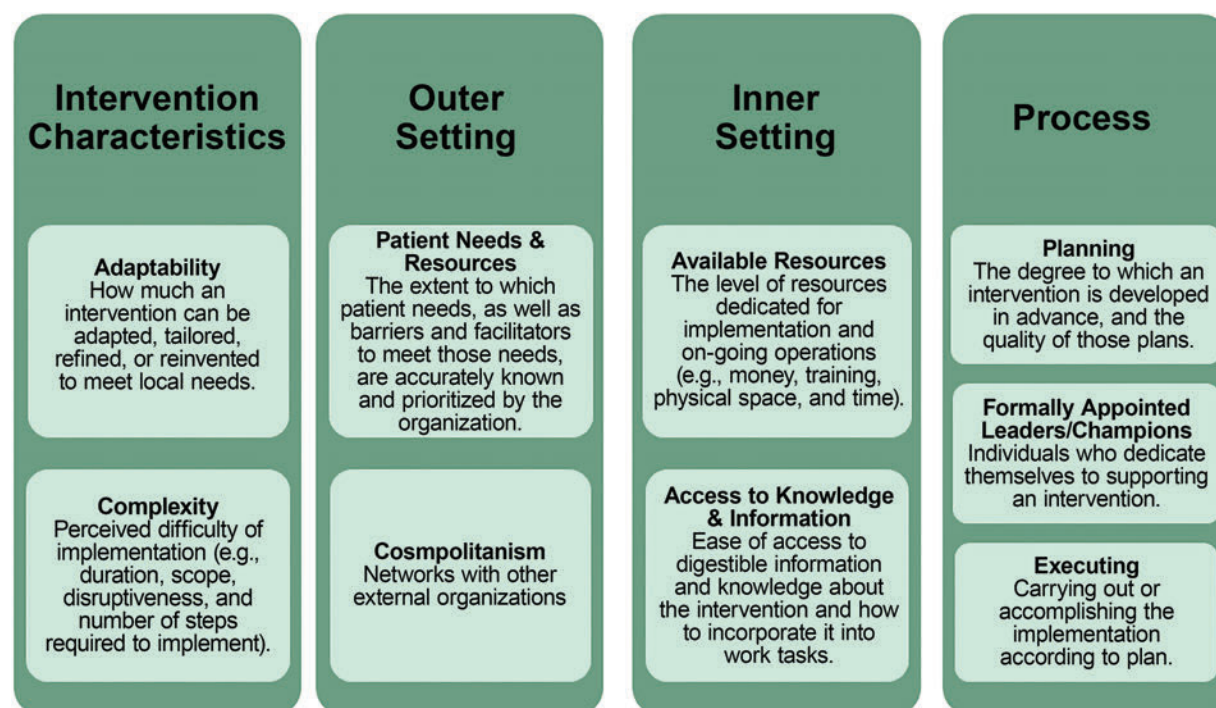 Intervention
Characteristics
Adaptability
How much an
intervention can be
adapted, tailored,
refined, or reinvented
to meet local needs.
Complexity
Perceived difficulty of
implementation (e.g.,
duration, scope,
disruptiveness, and
number of steps
required to implement).
Outer
Setting
Patient Needs &
Resources
The extent to which
patient needs, as well as
barriers and facilitators
to meet those needs,
are accurately known
and prioritized by the
organization.
Cosmpolitanism
Networks with other
external organizations
Inner
Setting
Available Resources
The level of resources
dedicated for
implementation and
on-going operations
(e.g., money, training,
physical space, and time).
Access to Knowledge
& Information
Ease of access to
digestible information
and knowledge about
the intervention and how
to incorporate it into
work tasks.
Process
Planning
The degree to which an
intervention is developed
in advance, and the
quality of those plans.
Formally Appointed
Leaders/Champions
Individuals who dedicate
themselves to supporting
an intervention.
Executing
Carrying out or
accomplishing the
implementation
according to plan.